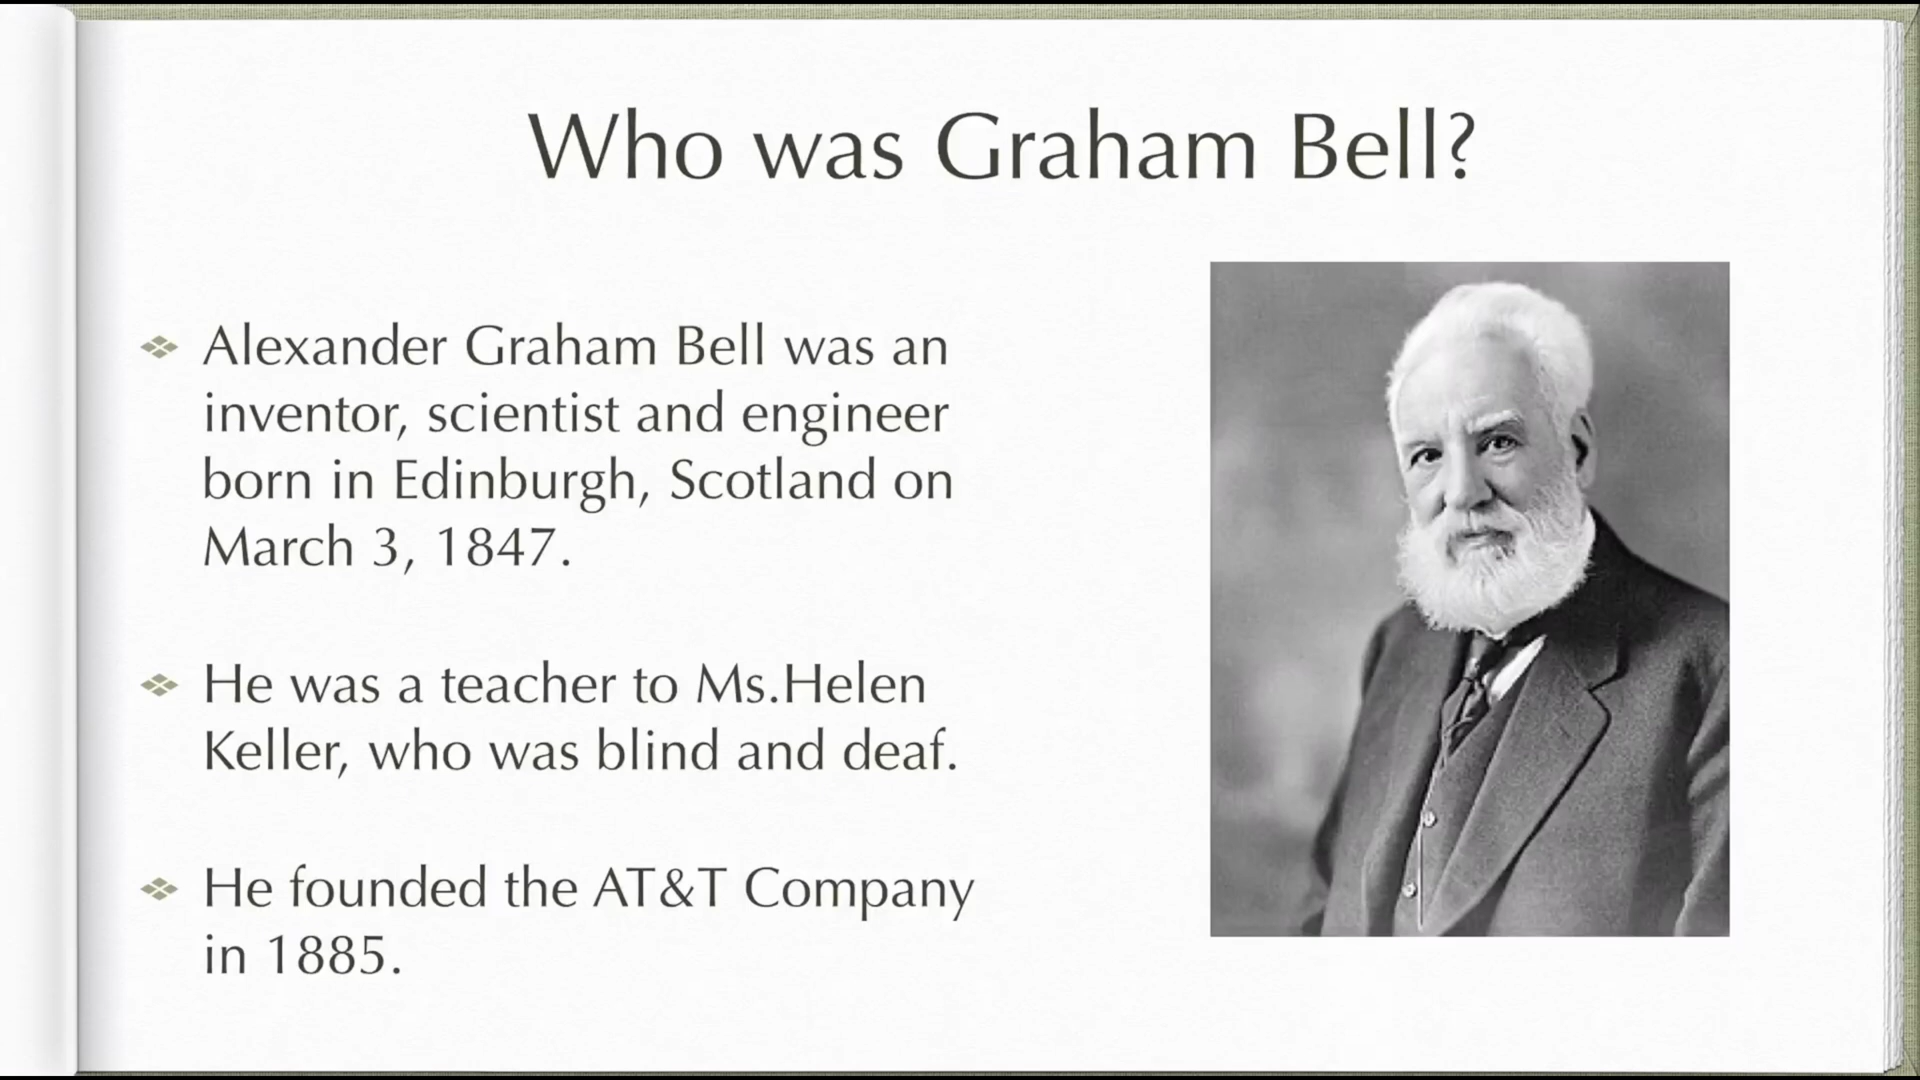 Who was Graham Bell?
Alexander Graham Bell was an
inventor, scientist and engineer
born in Edinburgh, Scotland on
March 3, 1847.
He was a teacher to Ms.Helen
Keller, who was blind and deaf.
He founded the AT&T Company
in 1885.